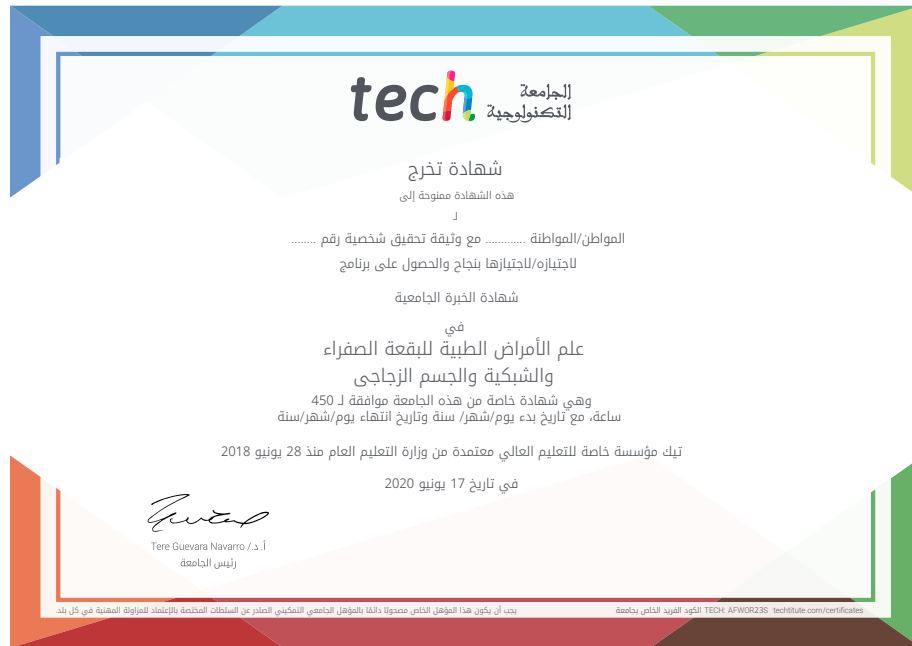 tech الجامعة
التكنولوجية
شهادة تخرج
هذه الشهادة ممنوحة إلى
لـ
المواطن/المواطنة ............ مع وثيقة تحقيق شخصية رقم ........
لاجتيازه/لاجتيازها بنجاح والحصول على برنامج
شهادة الخبرة الجامعية
في
علم الأمراض الطبية للبقعة الصفراء
والشبكية والجسم الزجاجى
وهي شهادة خاصة من هذه الجامعة موافقة لـ 450
ساعة، مع تاريخ بدء يوم/شهر/ سنة وتاريخ انتهاء يوم/شهر/سنة
تيك مؤسسة خاصة للتعليم العالي معتمدة من وزارة التعليم العام منذ 28 يونيو 2018
في تاريخ 17 يونيو 2020
أ. د./ Tere Guevara Navarro
رئيس الجامعة
يجب أن يكون هذا المؤهل الخاص مصحوبًا دائمًا بالمؤهل الجامعي التمكيني الصادر عن السلطات المختصة بالإعتماد للمزاولة المهنية في كل بلد.
الكود الفريد الخاص بجامعة TECH: AFWOR23S techtitute.com/certificates